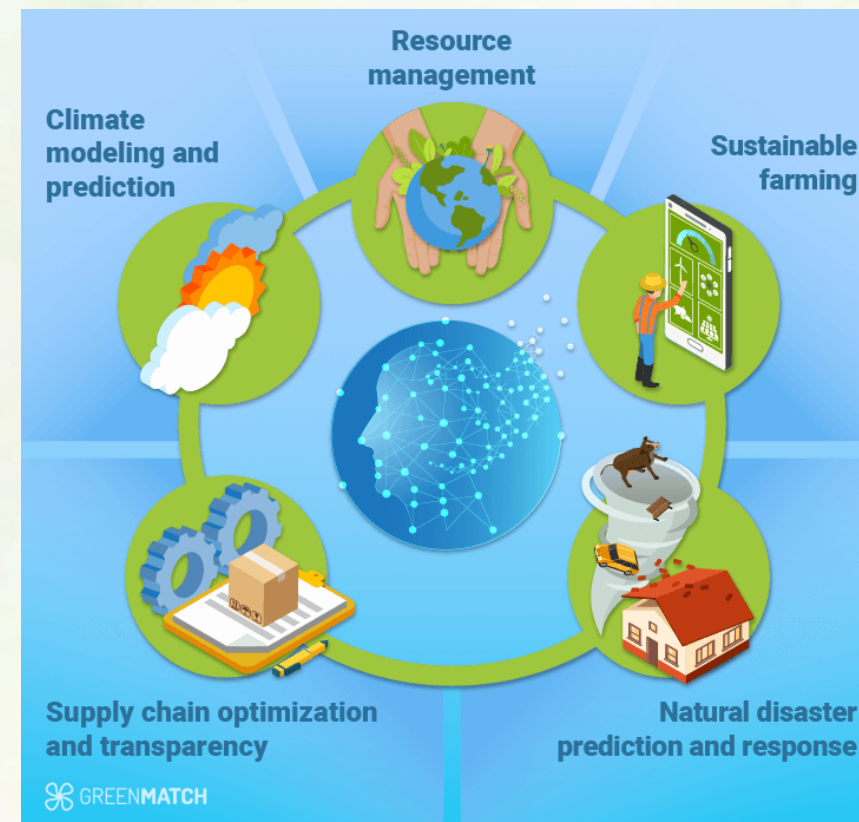 Resource
management
Climate
modeling and
prediction
Sustainable
farming
Supply chain optimization
and transparency
Natural disaster
prediction and response
GREENMATCH